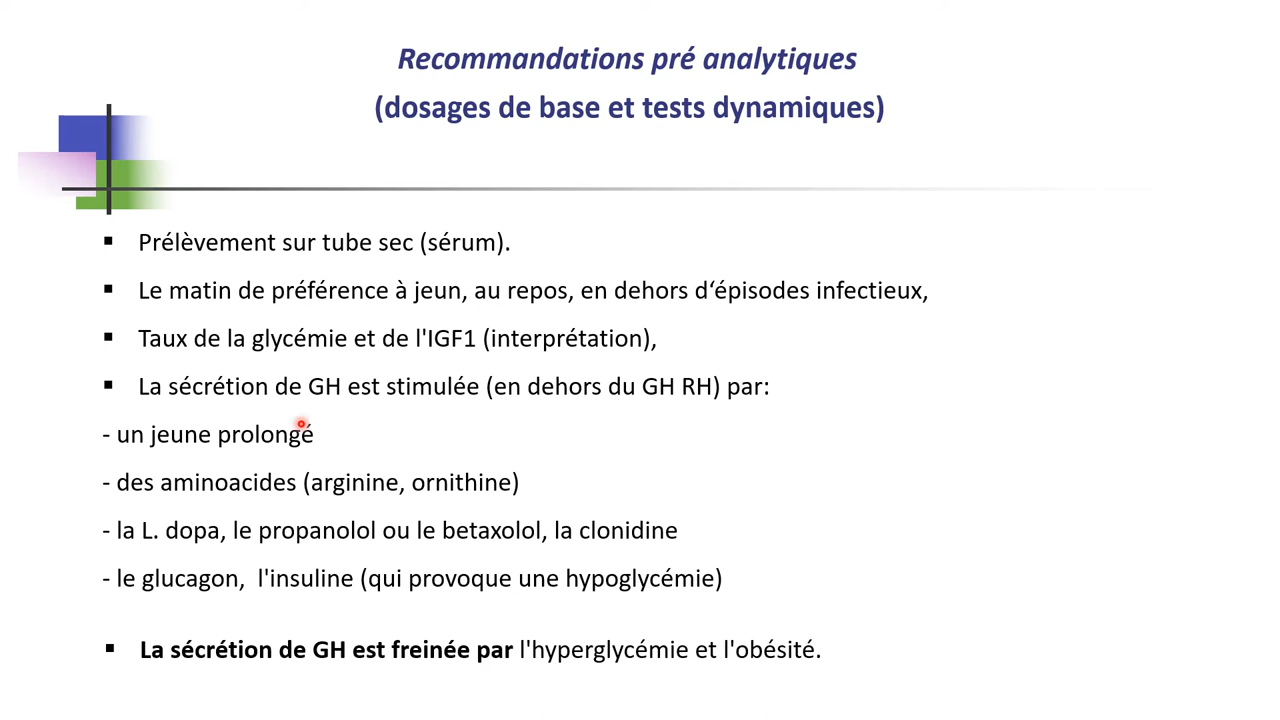 Recommandations pré analytiques
(dosages de base et tests dynamiques)
▪ Prélèvement sur tube sec (sérum).
▪ Le matin de préférence à jeun, au repos, en dehors d‘épisodes infectieux,
▪ Taux de la glycémie et de l'IGF1 (interprétation),
▪ La sécrétion de GH est stimulée (en dehors du GH RH) par:
- un jeune prolongé
- des aminoacides (arginine, ornithine)
- la L. dopa, le propanolol ou le betaxolol, la clonidine
- le glucagon,  l'insuline (qui provoque une hypoglycémie)
▪ La sécrétion de GH est freinée par l'hyperglycémie et l'obésité.